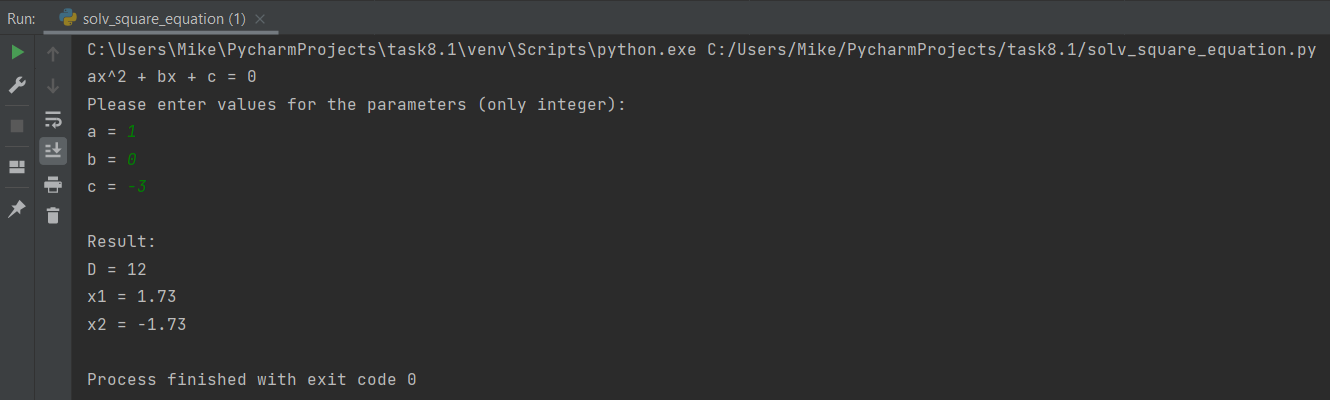 Run: solv_square_equation (1)
C:\Users\Mike\PycharmProjects\task8.1\venv\Scripts\python.exe C:/Users/Mike/PycharmProjects/task8.1/solv_square_equation.py
ax^2 + bx + c = 0
Please enter values for the parameters (only integer):
a = 1
b = 0
c = -3
Result:
D = 12
x1 = 1.73
x2 = -1.73
Process finished with exit code 0